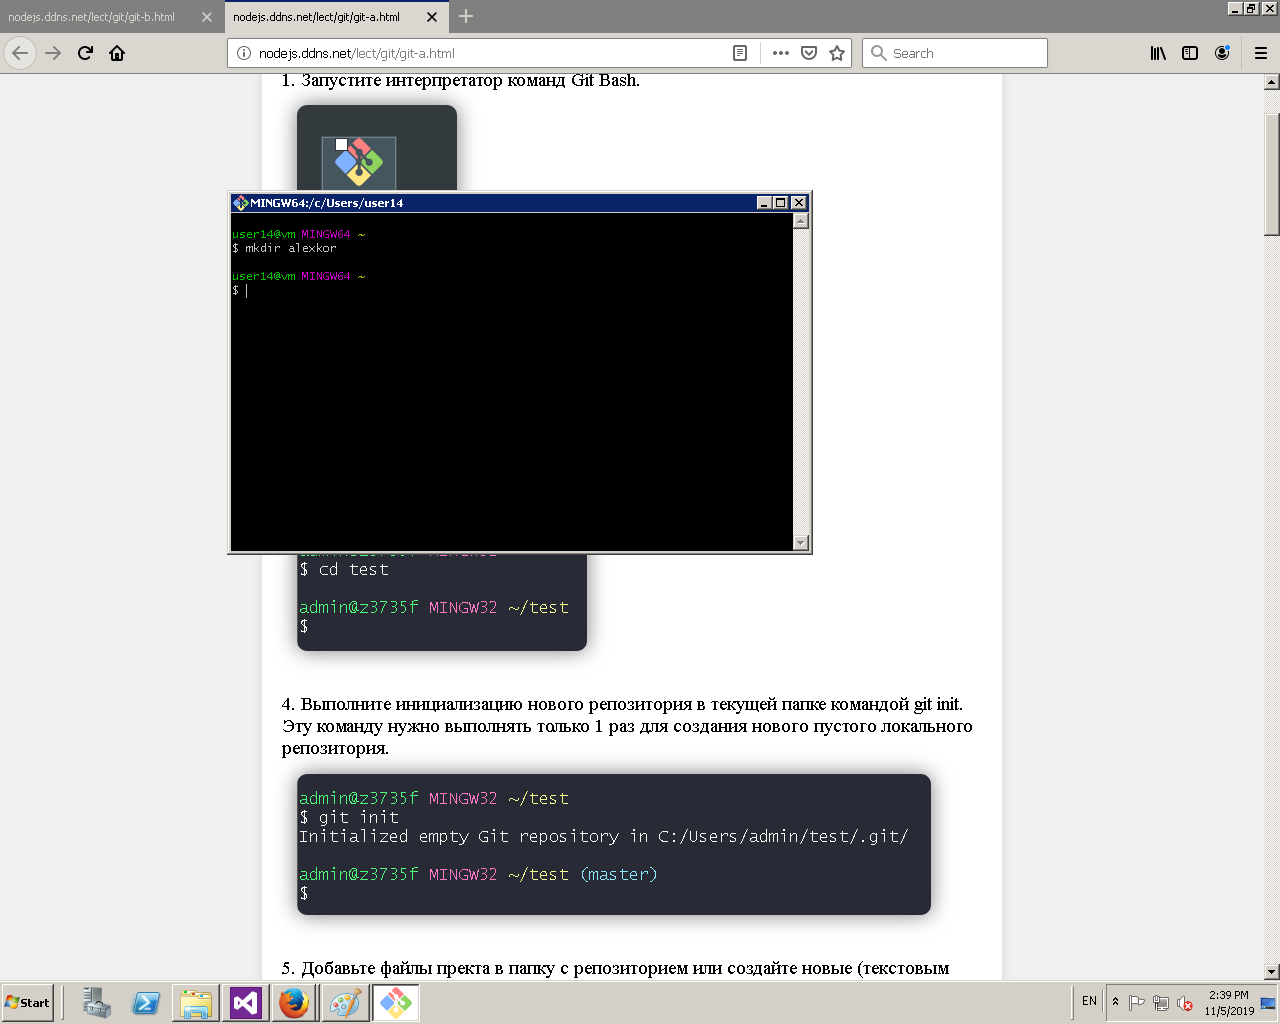 nodejs.ddns.net/lect/git/git-b.html
nodejs.ddns.net/lect/git/git-a.html
nodejs.ddns.net/lect/git/git-a.html
Search
1. Запустите интерпретатор команд Git Bash.
MINGW64:/c/Users/user14
user14@vm MINGW64 ~
$ mkdir alexkor
user14@vm MINGW64 ~
$
$ cd test
admin@z3735f MINGW32 ~/test
$
4. Выполните инициализацию нового репозитория в текущей папке командой git init.
Эту команду нужно выполнять только 1 раз для создания нового пустого локального
репозитория.
admin@z3735f MINGW32 ~/test
$ git init
Initialized empty Git repository in C:/Users/admin/test/.git/
admin@z3735f MINGW32 ~/test (master)
$
5. Добавьте файлы пректа в папку с репозиторием или создайте новые (текстовым
Start
EN
2:39 PM
11/5/2019